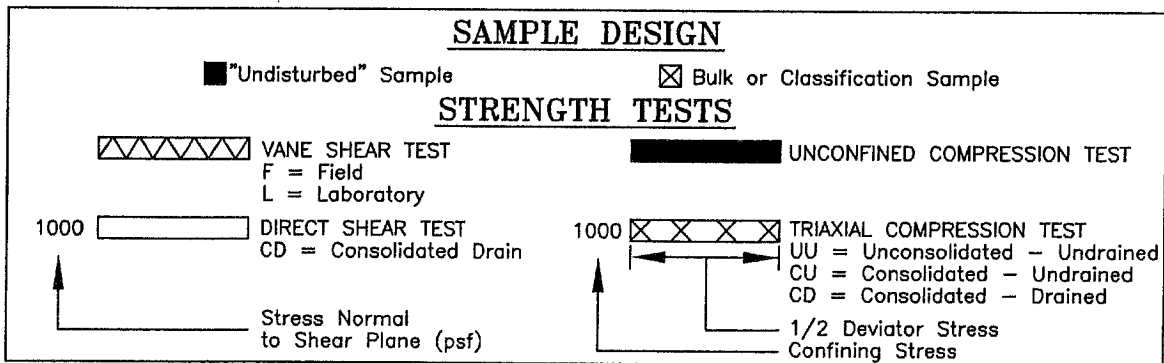 SAMPLE DESIGN
"Undisturbed" Sample
Bulk or Classification Sample
STRENGTH TESTS
VANE SHEAR TEST
F = Field
L = Laboratory
UNCONFINED COMPRESSION TEST
1000
DIRECT SHEAR TEST
CD = Consolidated Drain
Stress Normal
to Shear Plane (psf)
1000
TRIAXIAL COMPRESSION TEST
UU = Unconsolidated – Undrained
CU = Consolidated – Undrained
CD = Consolidated – Drained
1/2 Deviator Stress
Confining Stress